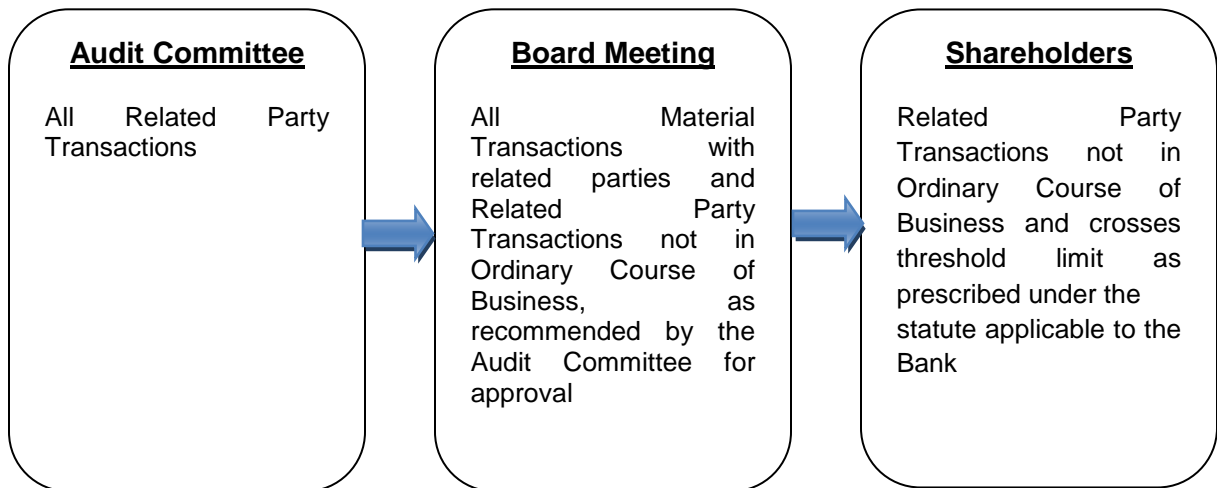 Audit Committee
All Related Party
Transactions
Board Meeting
All Material
Transactions with
related parties and
Related Party
Transactions not in
Ordinary Course of
Business, as
recommended by the
Audit Committee for
approval
Shareholders
Related Party
Transactions not in
Ordinary Course of
Business and crosses
threshold limit as
prescribed under the
statute applicable to the
Bank